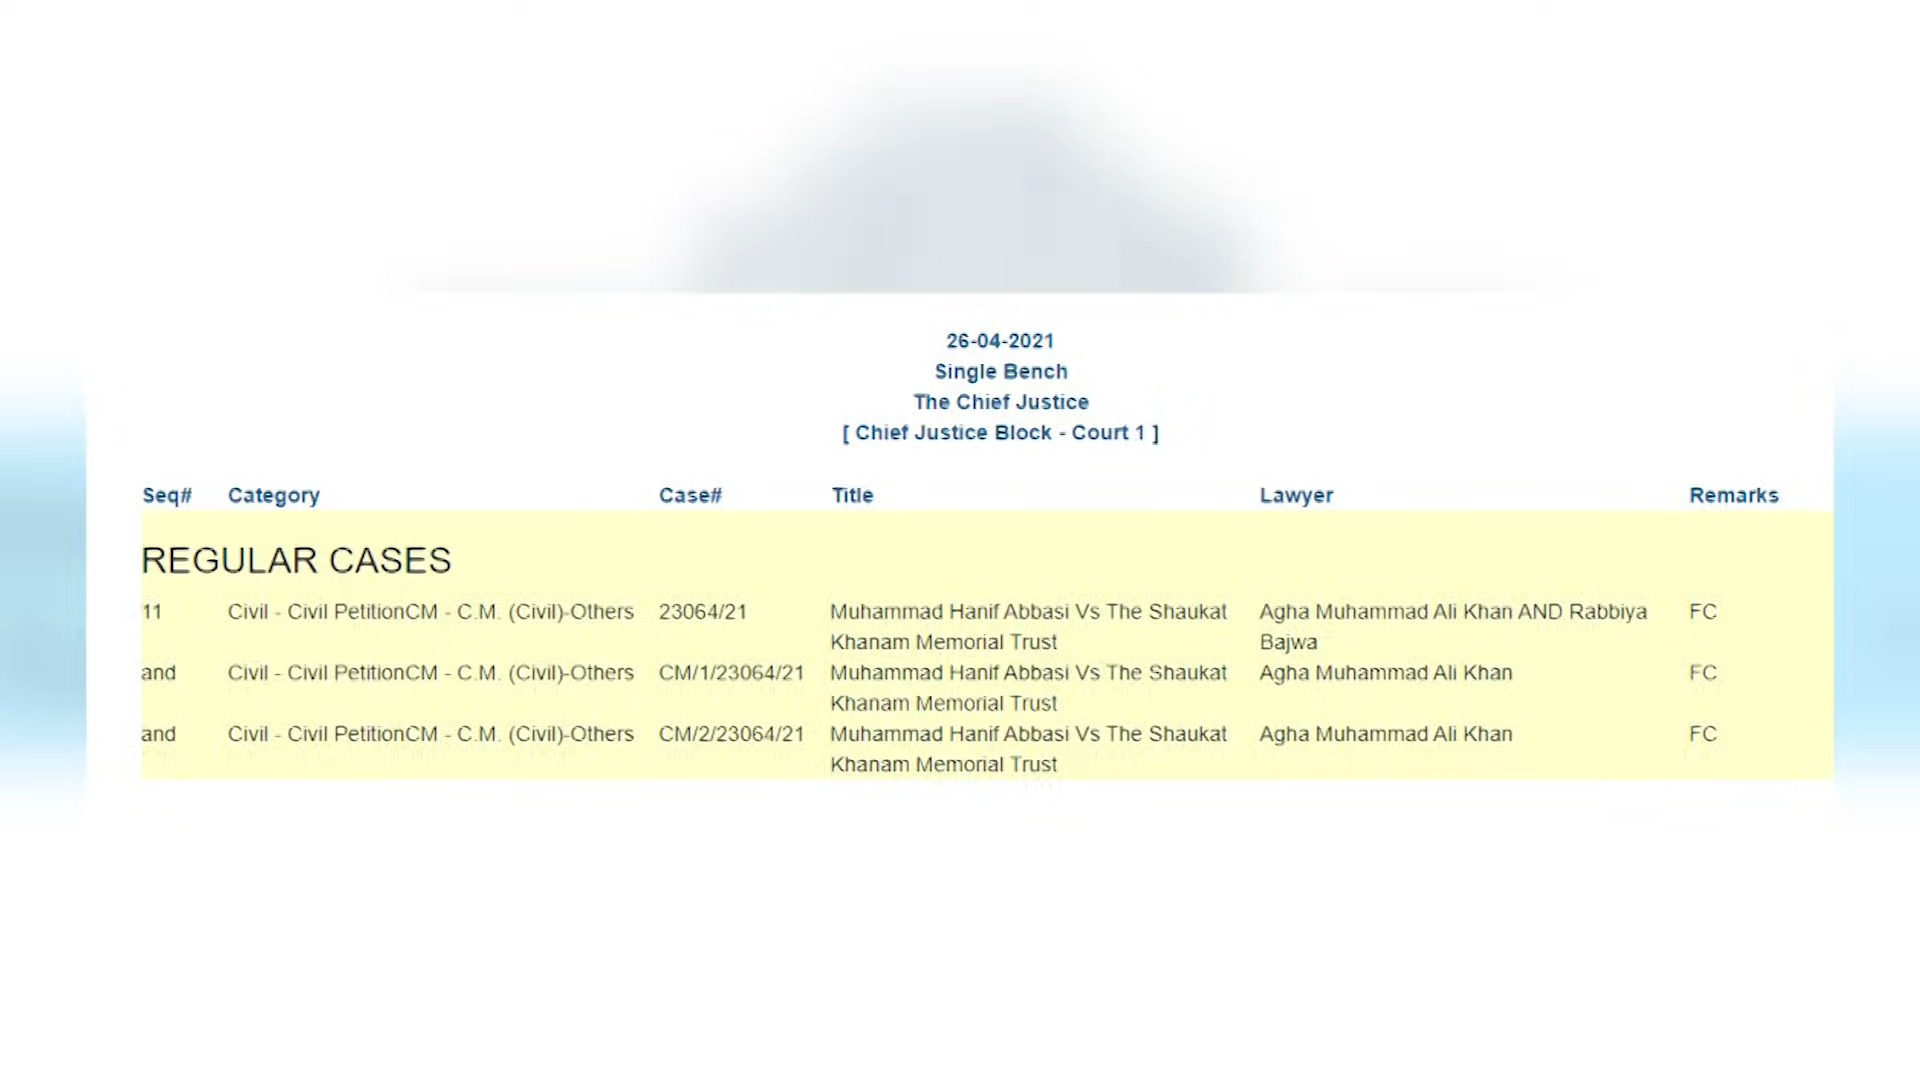 26-04-2021
Single Bench
The Chief Justice
[ Chief Justice Block - Court 1 ]
Seq# Category Case# Title Lawyer Remarks
REGULAR CASES
11 Civil - Civil PetitionCM - C.M. (Civil)-Others 23064/21 Muhammad Hanif Abbasi Vs The Shaukat Agha Muhammad Ali Khan AND Rabbiya FC
Khanam Memorial Trust Bajwa
and Civil - Civil PetitionCM - C.M. (Civil)-Others CM/1/23064/21 Muhammad Hanif Abbasi Vs The Shaukat Agha Muhammad Ali Khan FC
Khanam Memorial Trust
and Civil - Civil PetitionCM - C.M. (Civil)-Others CM/2/23064/21 Muhammad Hanif Abbasi Vs The Shaukat Agha Muhammad Ali Khan FC
Khanam Memorial Trust